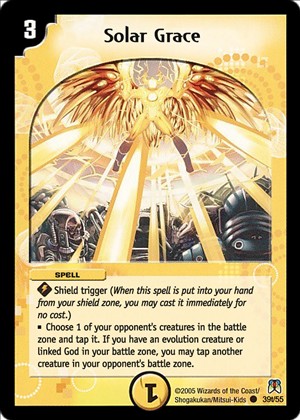 3
Solar Grace
SPELL
Shield trigger (When this spell is put into your hand
from your shield zone, you may cast it immediately for
no cost.)
▪ Choose 1 of your opponent's creatures in the battle
zone and tap it. If you have an evolution creature or
linked God in your battle zone, you may tap another
creature in your opponent's battle zone.
1
©2005 Wizards of the Coast/
Shogakukan/Mitsui-Kids ● 39/55